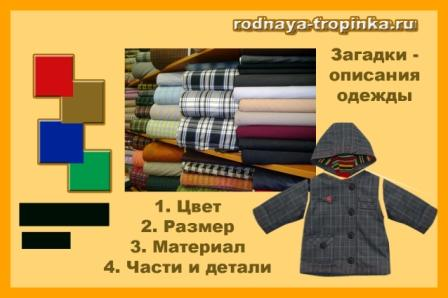 rodnaya-tropinka.ru
Загадки -
описания
одежды
1. Цвет
2. Размер
3. Материал
4. Части и детали